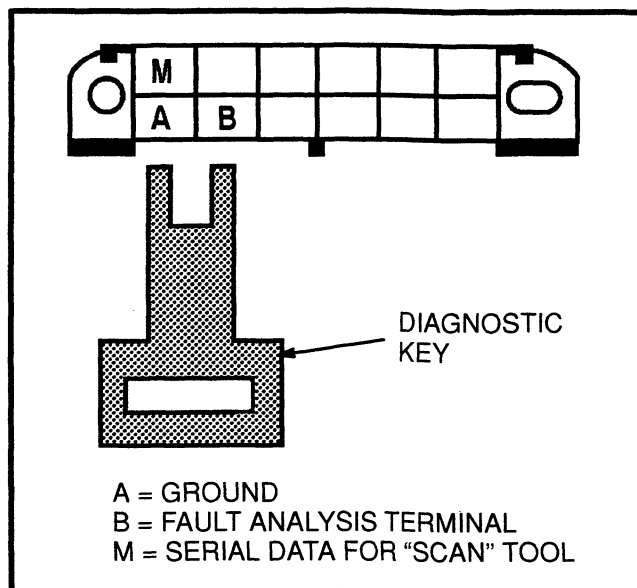 M
A B
DIAGNOSTIC
KEY
A = GROUND
B = FAULT ANALYSIS TERMINAL
M = SERIAL DATA FOR “SCAN” TOOL